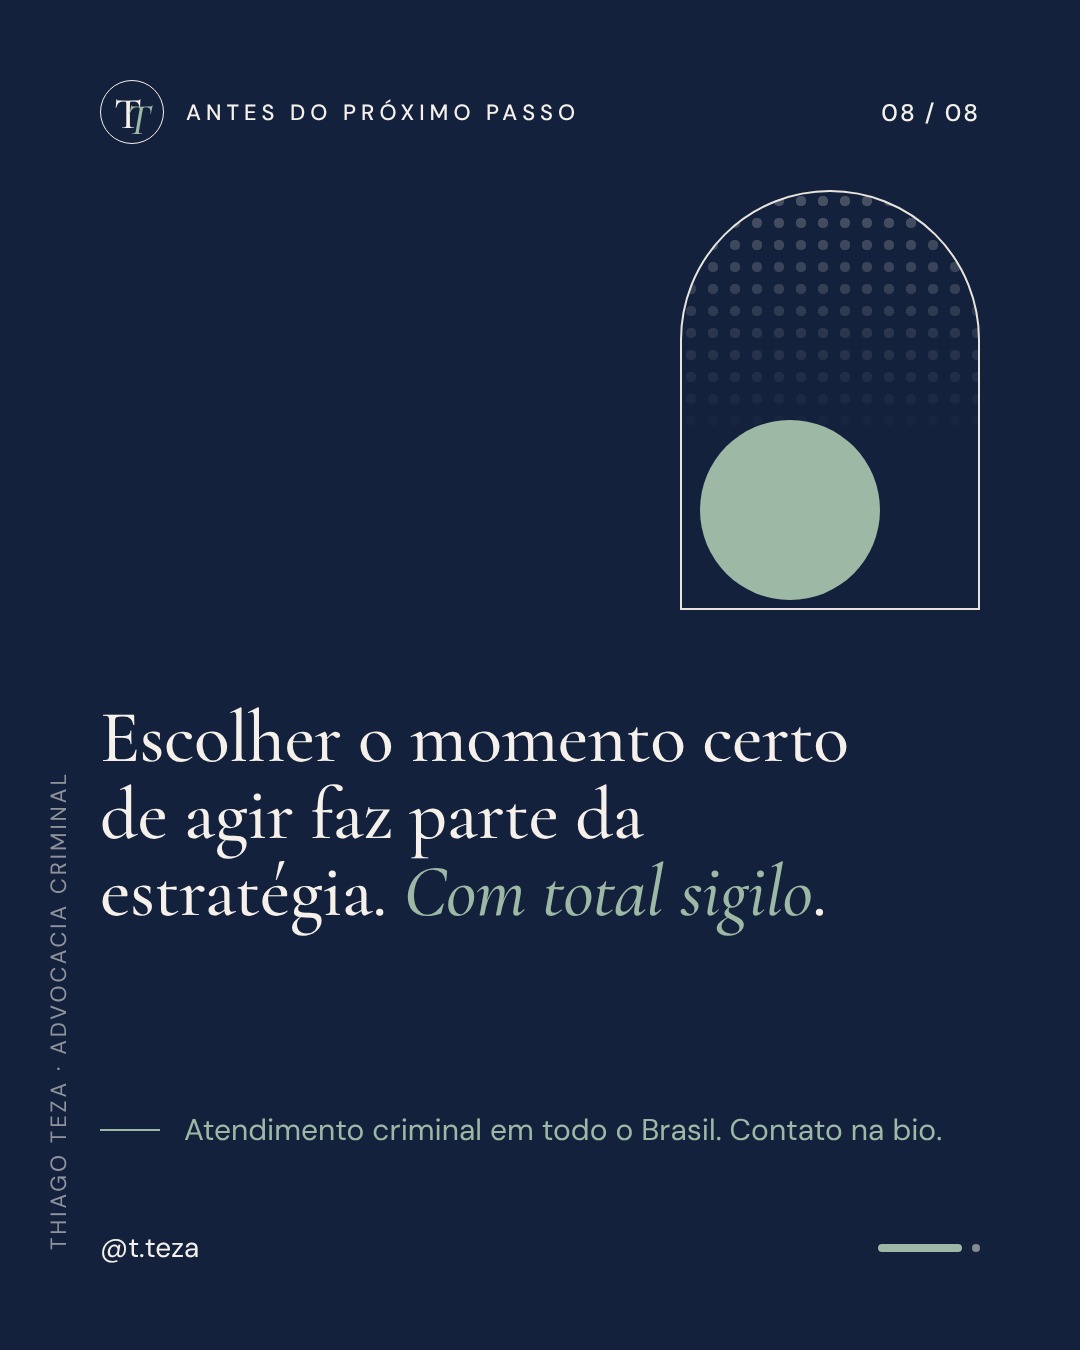 TT
ANTES DO PRÓXIMO PASSO
08 / 08
Escolher o momento certo
de agir faz parte da
estratégia. Com total sigilo.
THIAGO TEZA · ADVOCACIA CRIMINAL
Atendimento criminal em todo o Brasil. Contato na bio.
@t.teza